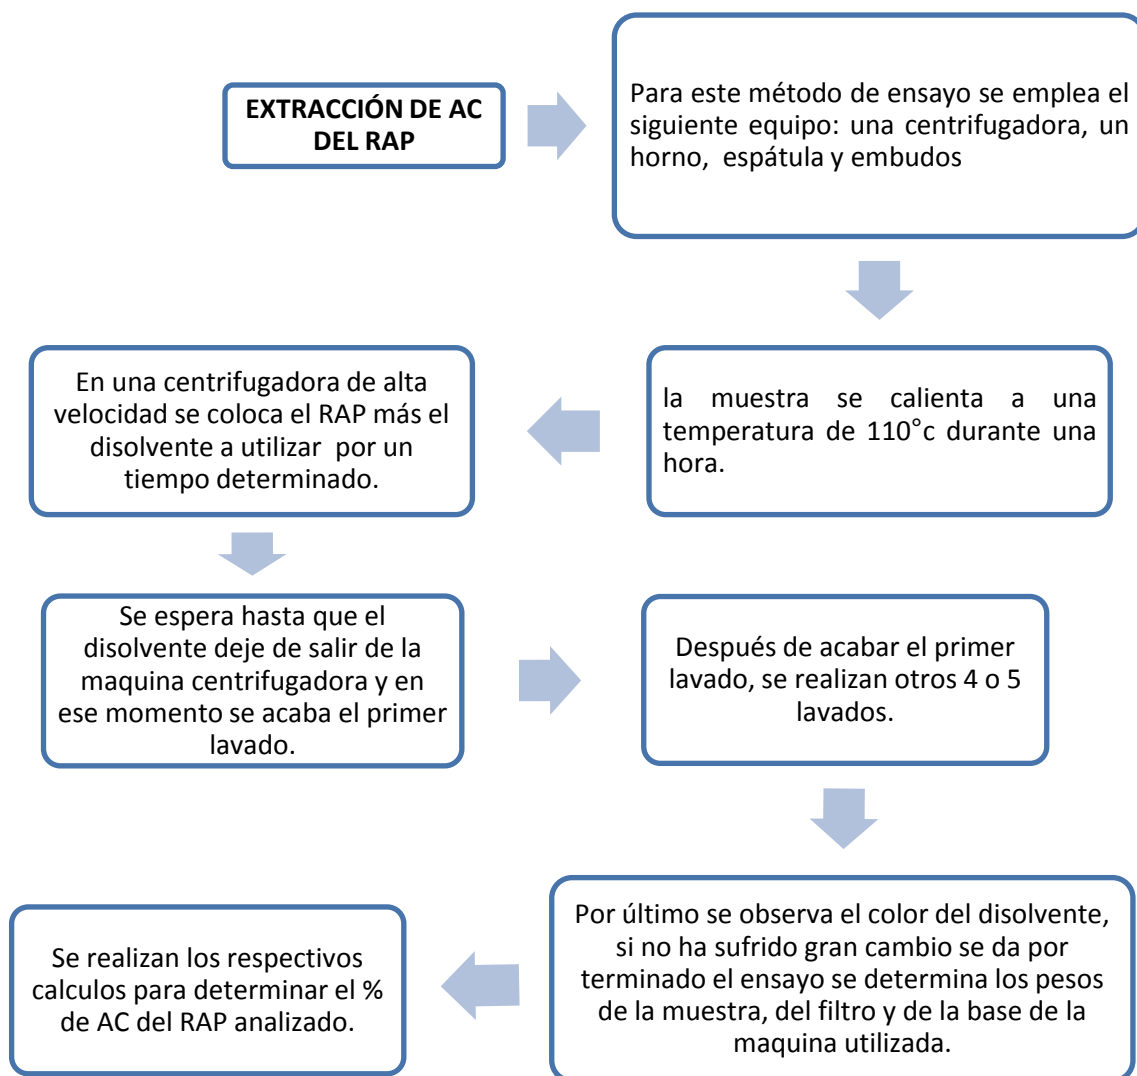 EXTRACCIÓN DE AC
DEL RAP
Para este método de ensayo se emplea el
siguiente equipo: una centrifugadora, un
horno, espátula y embudos
la muestra se calienta a una
temperatura de 110°c durante una
hora.
En una centrifugadora de alta
velocidad se coloca el RAP más el
disolvente a utilizar por un
tiempo determinado.
Se espera hasta que el
disolvente deje de salir de la
maquina centrifugadora y en
ese momento se acaba el primer
lavado.
Después de acabar el primer
lavado, se realizan otros 4 o 5
lavados.
Por último se observa el color del disolvente,
si no ha sufrido gran cambio se da por
terminado el ensayo se determina los pesos
de la muestra, del filtro y de la base de la
maquina utilizada.
Se realizan los respectivos
calculos para determinar el %
de AC del RAP analizado.